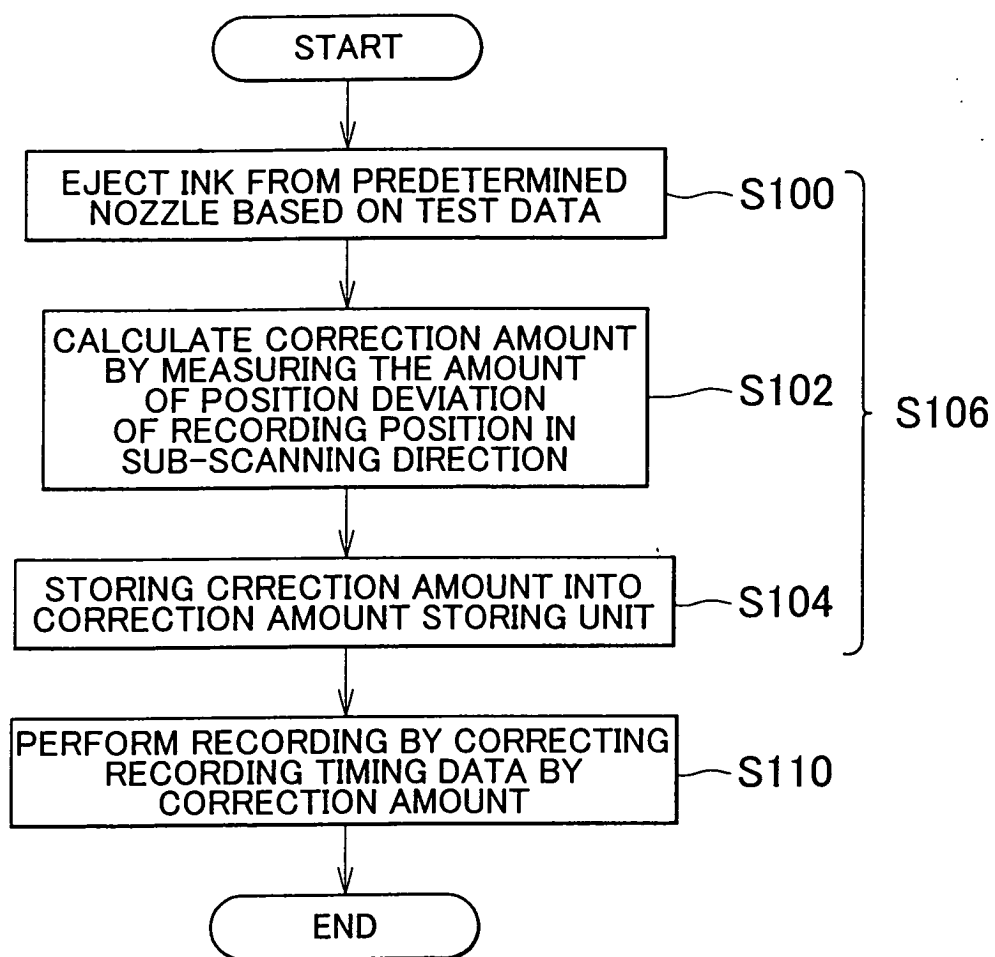 START
EJECT INK FROM PREDETERMINED
NOZZLE BASED ON TEST DATA
S100
CALCULATE CORRECTION AMOUNT
BY MEASURING THE AMOUNT
OF POSITION DEVIATION
OF RECORDING POSITION IN
SUB-SCANNING DIRECTION
S102
S106
STORING CRRECTION AMOUNT INTO
CORRECTION AMOUNT STORING UNIT
S104
PERFORM RECORDING BY CORRECTING
RECORDING TIMING DATA BY
CORRECTION AMOUNT
S110
END